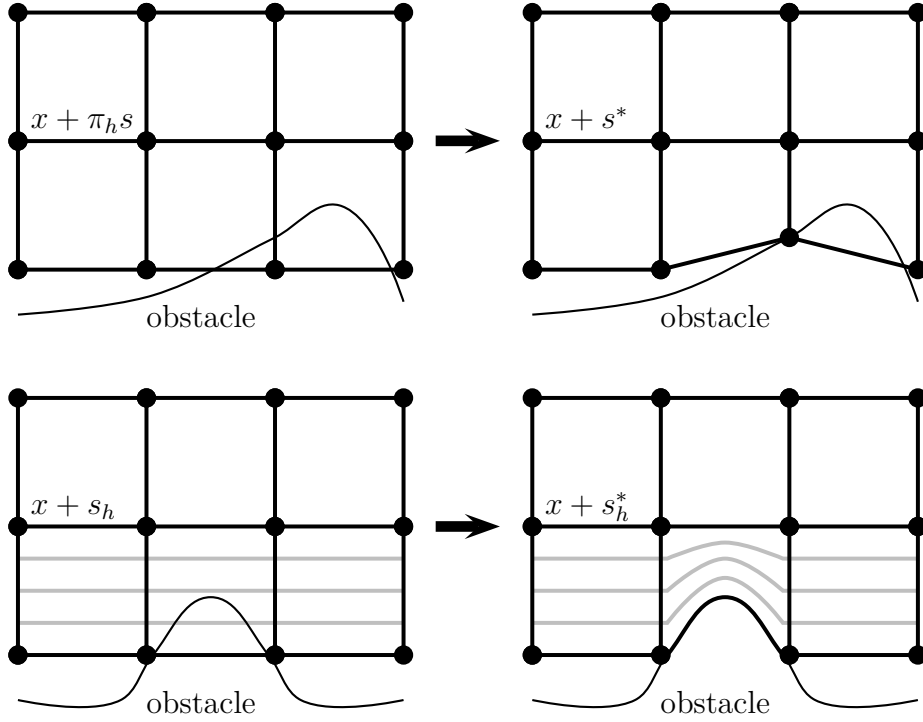 x + π_h s
x + s*
obstacle
obstacle
x + s_h
x + s_h^*
obstacle
obstacle